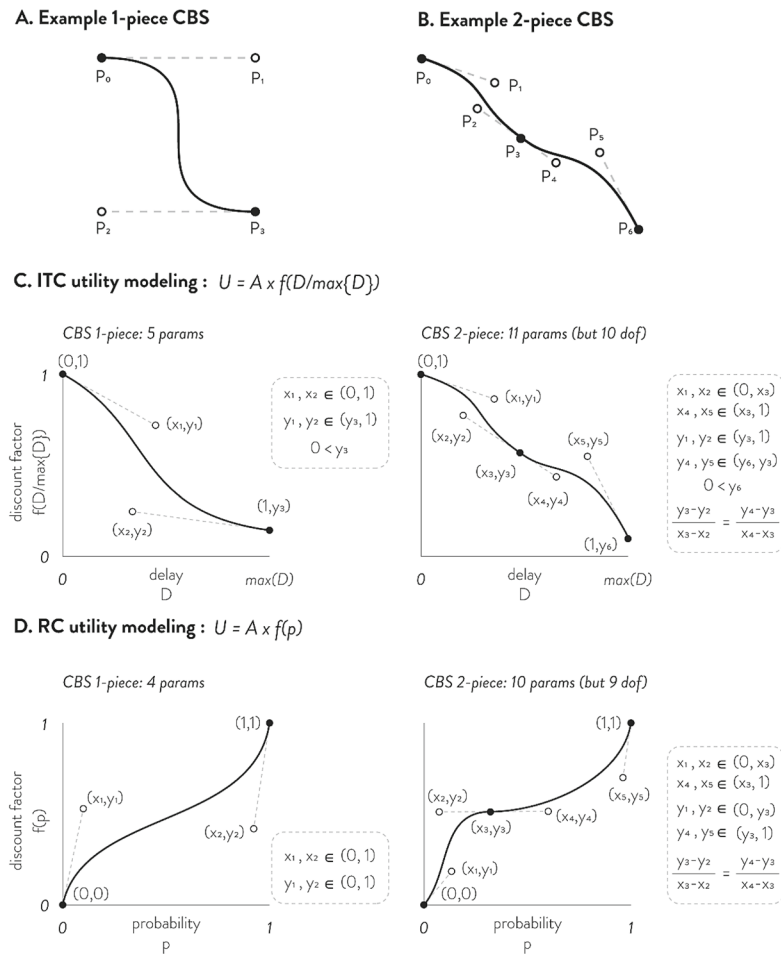 A. Example 1-piece CBS
P₀
P₁
P₂
P₃
B. Example 2-piece CBS
P₀
P₁
P₂
P₃
P₄
P₅
P₆
C. ITC utility modeling : U = A x f(D/max{D})
CBS 1-piece: 5 params
(0,1)
1
(x₁,y₁)
(x₂,y₂)
(1,y₃)
discount factor
f(D/max{D})
0
0
delay
D
max(D)
x₁ , x₂ ∈ (0, 1)
y₁ , y₂ ∈ (y₃, 1)
0 < y₃
CBS 2-piece: 11 params (but 10 dof)
(0,1)
(x₁,y₁)
(x₂,y₂)
(x₃,y₃)
(x₄,y₄)
(x₅,y₅)
(1,y₆)
0
delay
D
max(D)
x₁ , x₂ ∈ (0, x₃)
x₄ , x₅ ∈ (x₃, 1)
y₁ , y₂ ∈ (y₃, 1)
y₄ , y₅ ∈ (y₆, y₃)
0 < y₆
y₃-y₂ / x₃-x₂ = y₄-y₃ / x₄-x₃
D. RC utility modeling : U = A x f(p)
CBS 1-piece: 4 params
1
(1,1)
(x₁,y₁)
(x₂,y₂)
(0,0)
discount factor
f(p)
0
0
probability
p
1
x₁ , x₂ ∈ (0, 1)
y₁ , y₂ ∈ (0, 1)
CBS 2-piece: 10 params (but 9 dof)
(1,1)
(x₂,y₂)
(x₃,y₃)
(x₄,y₄)
(x₅,y₅)
(x₁,y₁)
(0,0)
0
probability
p
1
x₁ , x₂ ∈ (0, x₃)
x₄ , x₅ ∈ (x₃, 1)
y₁ , y₂ ∈ (0, y₃)
y₄ , y₅ ∈ (y₃, 1)
y₃-y₂ / x₃-x₂ = y₄-y₃ / x₄-x₃